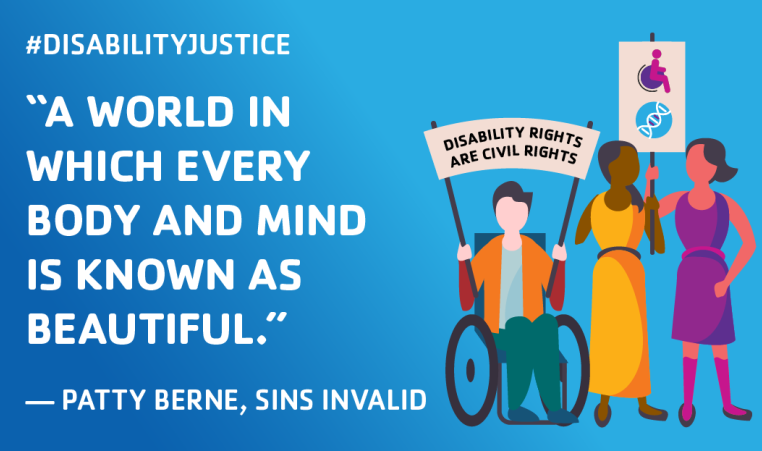 #DISABILITYJUSTICE
“A WORLD IN
WHICH EVERY
BODY AND MIND
IS KNOWN AS
BEAUTIFUL.”
— PATTY BERNE, SINS INVALID
DISABILITY RIGHTS
ARE CIVIL RIGHTS